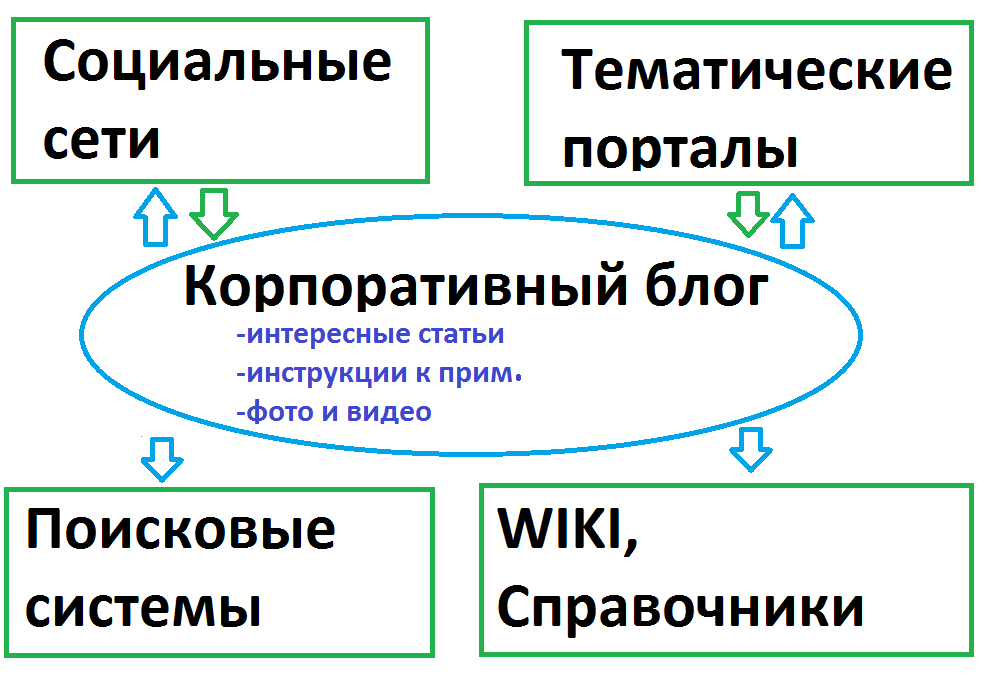 Социальные
сети
Тематические
порталы
Корпоративный блог
-интересные статьи
-инструкции к прим.
-фото и видео
Поисковые
системы
WIKI,
Справочники